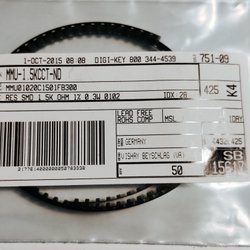 1-OCT-2015 08 08 DIGI-KEY 800 344-4539
751-09
MMU-1.5KCCT-ND
MMU01020C1501FB300
RES SMD 1.5K OHM 1% 0.3W 0102
IDX:28
425
K4
LEAD FREE
ROHS COMP
MSL
GERMANY
VISHAY BEYSCHLAG (VA)
50
SB